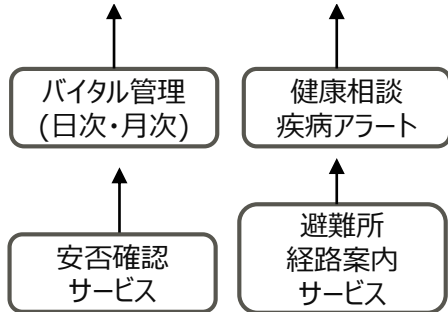 バイタル管理
(日次・月次)
健康相談
疾病アラート
安否確認
サービス
避難所
経路案内
サービス